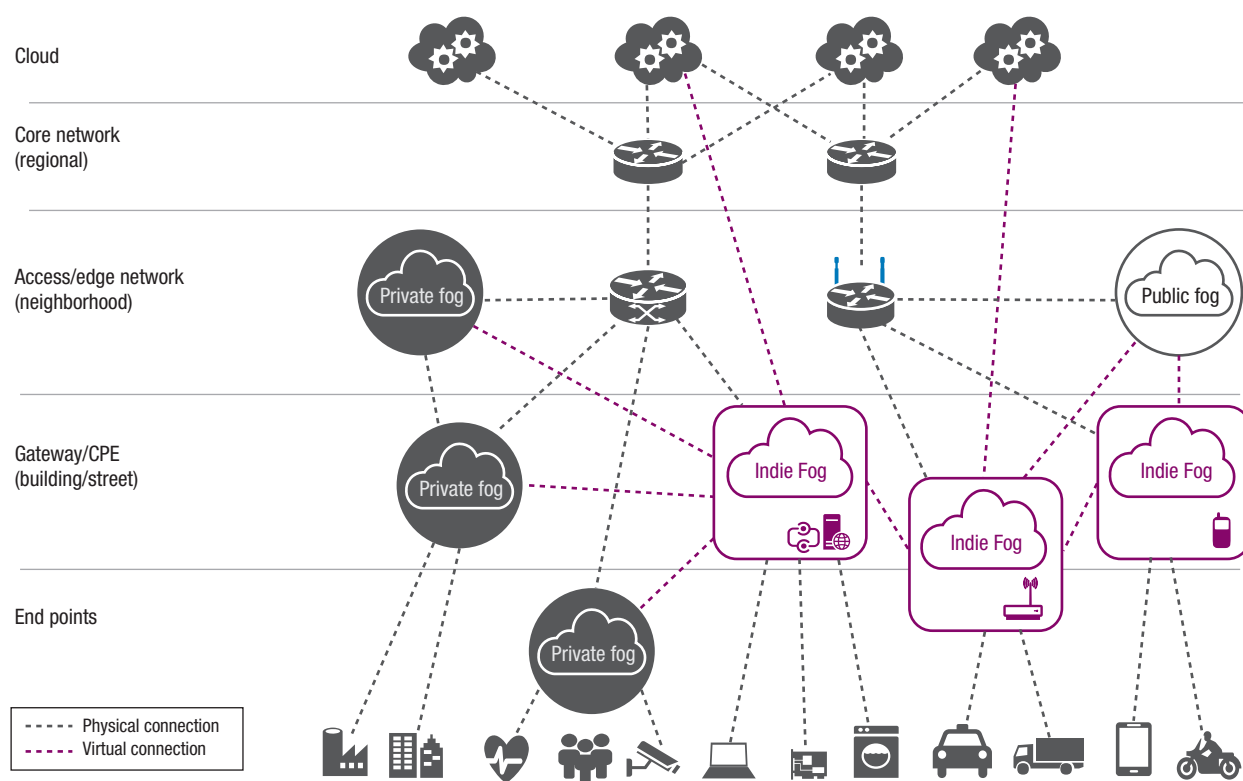 Cloud
Core network
(regional)
Access/edge network
(neighborhood)
Private fog
Public fog
Gateway/CPE
(building/street)
Private fog
Indie Fog
Indie Fog
Indie Fog
End points
Private fog
Physical connection
Virtual connection